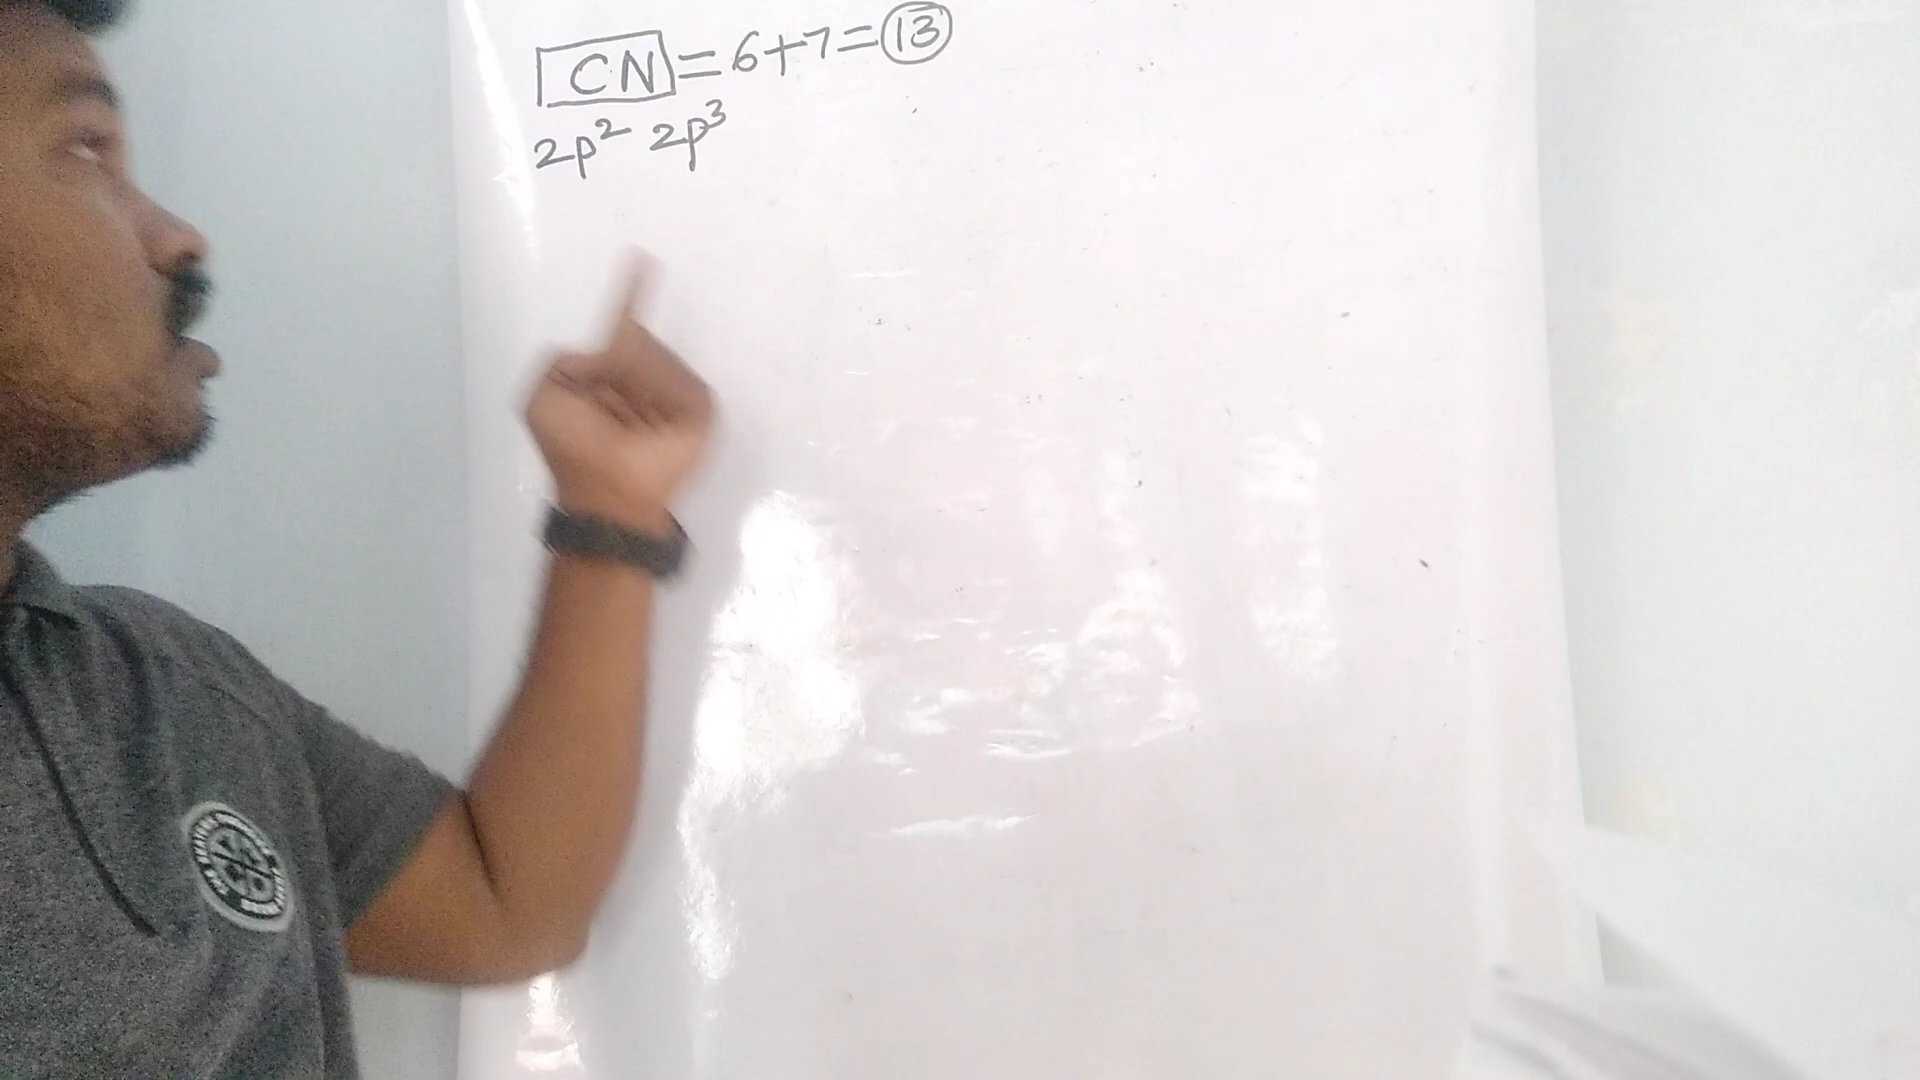 CN = 6+7 = 13
2p² 2p³